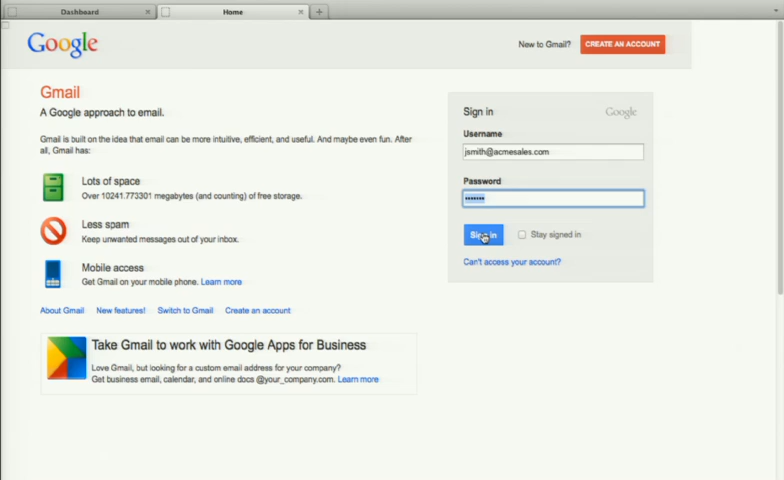 Dashboard
Home
Google
New to Gmail?
CREATE AN ACCOUNT
Gmail
A Google approach to email.
Gmail is built on the idea that email can be more intuitive, efficient, and useful. And maybe even fun. After
all, Gmail has:
Lots of space
Over 10241.773301 megabytes (and counting) of free storage.
Less spam
Keep unwanted messages out of your inbox.
Mobile access
Get Gmail on your mobile phone. Learn more
About Gmail New features! Switch to Gmail Create an account
Take Gmail to work with Google Apps for Business
Love Gmail, but looking for a custom email address for your company?
Get business email, calendar, and online docs @your_company.com. Learn more
Sign in
Google
Username
jsmith@acmesales.com
Password
•••••••
Sign in
Stay signed in
Can't access your account?